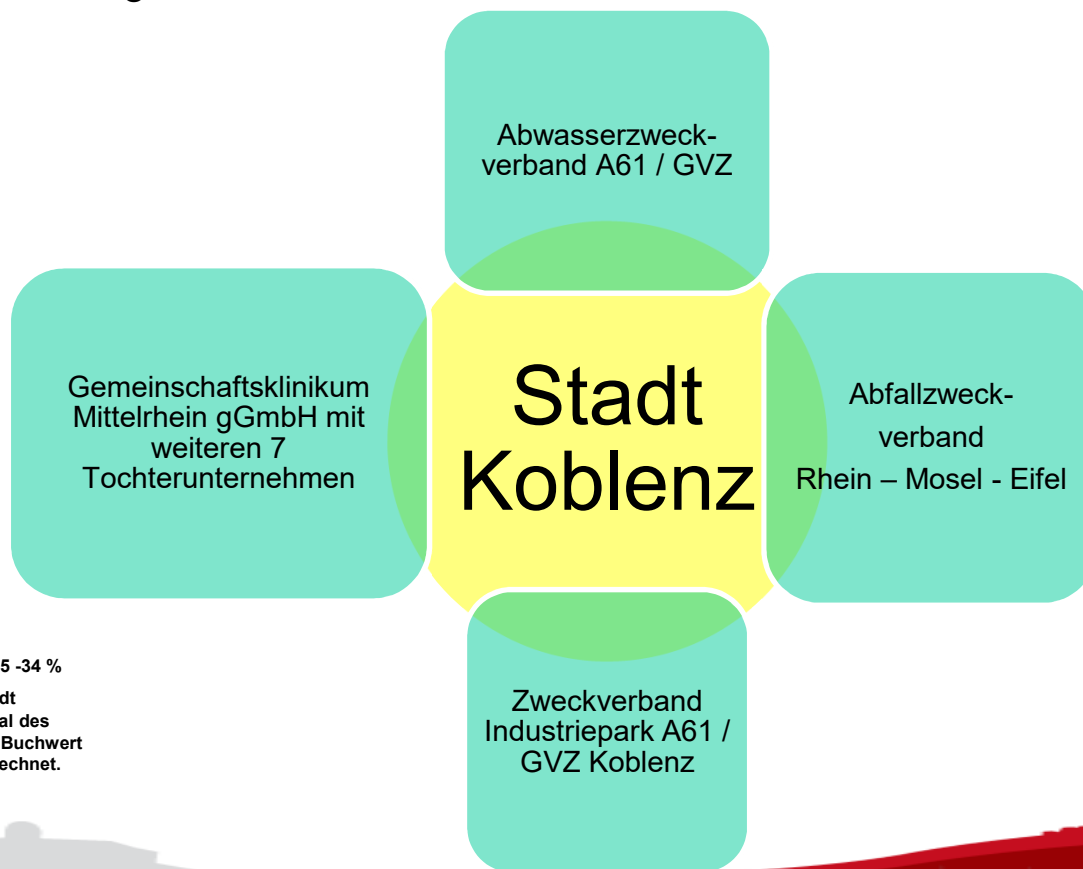 Abwasserzweck-
verband A61 / GVZ
Gemeinschaftsklinikum
Mittelrhein gGmbH mit
weiteren 7
Tochterunternehmen
Stadt
Koblenz
Abfallzweck-
verband
Rhein – Mosel - Eifel
Zweckverband
Industriepark A61 /
GVZ Koblenz
5 -34 %
dt
al des
Buchwert
echnet.